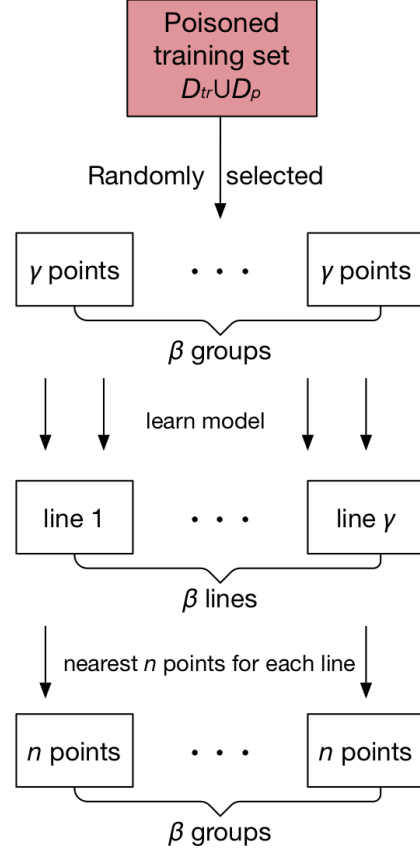 Poisoned
training set
Dtr∪Dp
Randomly selected
γ points · · · γ points
β groups
learn model
line 1 · · · line γ
β lines
nearest n points for each line
n points · · · n points
β groups